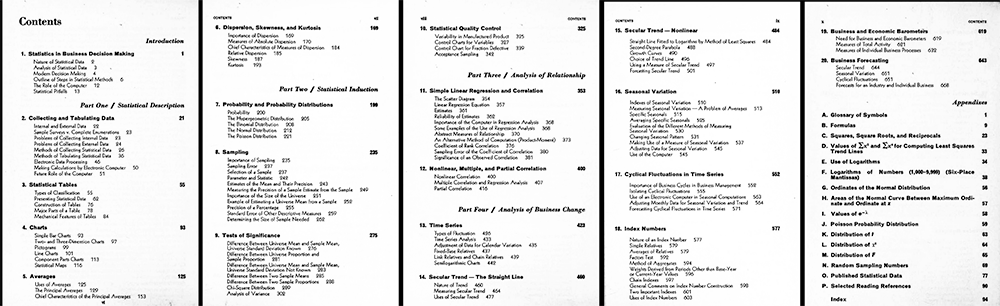 Contents
Introduction
1. Statistics in Business Decision Making 1
Nature of Statistical Data 2
Analysis of Statistical Data 3
Modern Decision Making 4
Outline of Steps in Statistical Methods 6
The Role of the Computer 12
Statistical Pitfalls 13
Part One / Statistical Description
2. Collecting and Tabulating Data 21
Internal and External Data 22
Sample Surveys v. Complete Enumerations 23
Problems of Collecting Internal Data 23
Problems of Collecting External Data 24
Methods of Collecting Statistical Data 26
Methods of Tabulating Statistical Data 36
Electronic Data Processing 45
Making Calculations by Electronic Computer 50
Future Role of the Computer 51
3. Statistical Tables 55
Types of Classification 55
Presenting Statistical Data 62
Construction of Tables 76
Major Parts of a Table 78
Mechanical Features of Tables 84
4. Charts 93
Simple Bar Charts 93
Two- and Three-Dimension Charts 97
Pictograms 99
Line Charts 101
Component Parts Charts 113
Statistical Maps 116
5. Averages 125
Uses of Averages 125
The Principal Averages 129
Chief Characteristics of the Principal Averages 153
CONTENTS vii
6. Dispersion, Skewness, and Kurtosis 169
Importance of Dispersion 169
Measures of Absolute Dispersion 170
Chief Characteristics of Measures of Dispersion 184
Relative Dispersion 185
Skewness 187
Kurtosis 193
Part Two / Statistical Induction
7. Probability and Probability Distributions 199
Probability 200
The Hypergeometric Distribution 205
The Binomial Distribution 208
The Normal Distribution 212
The Poisson Distribution 221
8. Sampling 235
Importance of Sampling 235
Sampling Error 237
Selection of a Sample 237
Parameter and Statistic 242
Estimates of the Mean and Their Precision 243
Measuring the Precision of a Sample Estimate from the Sample 249
Importance of the Size of the Universe 251
Example of Estimating a Universe Mean from a Sample 252
Precision of a Percentage 255
Standard Error of Other Descriptive Measures 259
Determining the Size of Sample Needed 262
9. Tests of Significance 275
Difference Between Universe Mean and Sample Mean,
Universe Standard Deviation Known 276
Difference Between Universe Proportion and
Sample Proportion 281
Difference Between Universe Mean and Sample Mean,
Universe Standard Deviation Not Known 283
Difference Between Two Sample Means 285
Difference Between Two Sample Proportions 288
Chi-Square Distribution 290
Analysis of Variance 302
viii CONTENTS
10. Statistical Quality Control 325
Variability in Manufactured Product 325
Control Charts for Variables 327
Control Chart for Fraction Defective 339
Acceptance Sampling 342
Part Three / Analysis of Relationship
11. Simple Linear Regression and Correlation 353
The Scatter Diagram 354
Linear Regression Equation 357
Estimates 361
Reliability of Estimates 362
Importance of the Computer in Regression Analysis 368
Some Examples of the Use of Regression Analysis 368
Abstract Measures of Relationship 370
An Alternative Method of Computation (Product-Moment) 373
Coefficient of Rank Correlation 376
Sampling Error of the Coefficient of Correlation 380
Significance of an Observed Correlation 381
12. Nonlinear, Multiple, and Partial Correlation 400
Nonlinear Correlation 400
Multiple Correlation and Regression Analysis 407
Partial Correlation 416
Part Four / Analysis of Business Change
13. Time Series 423
Types of Fluctuation 425
Time Series Analysis 433
Adjustment of Data for Calendar Variation 435
Fixed-Base Relatives 437
Link Relatives and Chain Relatives 439
Semilogarithmic Charts 442
14. Secular Trend — The Straight Line 460
Nature of Trend 460
Measuring Secular Trend 464
Uses of Secular Trend 477
CONTENTS ix
15. Secular Trend — Nonlinear 484
Straight Line Fitted to Logarithms by Method of Least Squares 484
Second-Degree Parabola 488
Growth Curves 490
Choice of Trend Line 496
Using a Measure of Secular Trend 497
Forecasting Secular Trend 501
16. Seasonal Variation 510
Indexes of Seasonal Variation 510
Measuring Seasonal Variation — A Problem of Averages 513
Specific Seasonals 515
Averaging Specific Seasonals 525
Evaluation of the Different Methods of Measuring
Seasonal Variation 530
Changing Seasonal Pattern 531
Making Use of a Measure of Seasonal Variation 537
Adjusting Data for Seasonal Variation 545
Use of the Computer 545
17. Cyclical Fluctuations in Time Series 552
Importance of Business Cycles in Business Management 552
Isolating Cyclical Fluctuations 555
Use of an Electronic Computer in Seasonal Computations 563
Adjusting Monthly Data for Seasonal Variation and Trend 564
Forecasting Cyclical Fluctuations in Time Series 571
18. Index Numbers 577
Nature of an Index Number 577
Simple Relatives 579
Averages of Relatives 579
Factors Test 592
Method of Aggregates 594
Weights Derived from Periods Other than Base-Year
or Current-Year Values 596
Chain Indexes 597
General Comments on Index Number Construction 598
Two Important Indexes 601
Uses of Index Numbers 603
x CONTENTS
19. Business and Economic Barometers 619
Need for Business and Economic Barometers 619
Measures of Total Activity 621
Measures of Individual Business Processes 632
20. Business Forecasting 643
Secular Trend 644
Seasonal Variation 651
Cyclical Fluctuations 651
Forecasts for an Industry and Individual Business 668
Appendixes
A. Glossary of Symbols 1
B. Formulas 7
C. Squares, Square Roots, and Reciprocals 23
D. Values of Σx² and Σx⁴ for Computing Least Squares
Trend Lines 33
E. Use of Logarithms 34
F. Logarithms of Numbers (1,000–9,999) (Six-Place
Mantissas) 38
G. Ordinates of the Normal Distribution 56
H. Areas of the Normal Curve Between Maximum Ordi-
nate and Ordinate at z 57
I. Values of e⁻λ 58
J. Poisson Probability Distribution 59
K. Distribution of t 63
L. Distribution of χ² 64
M. Distribution of F 65
N. Random Sampling Numbers 69
O. Published Statistical Data 77
P. Selected Reading References 90
Index